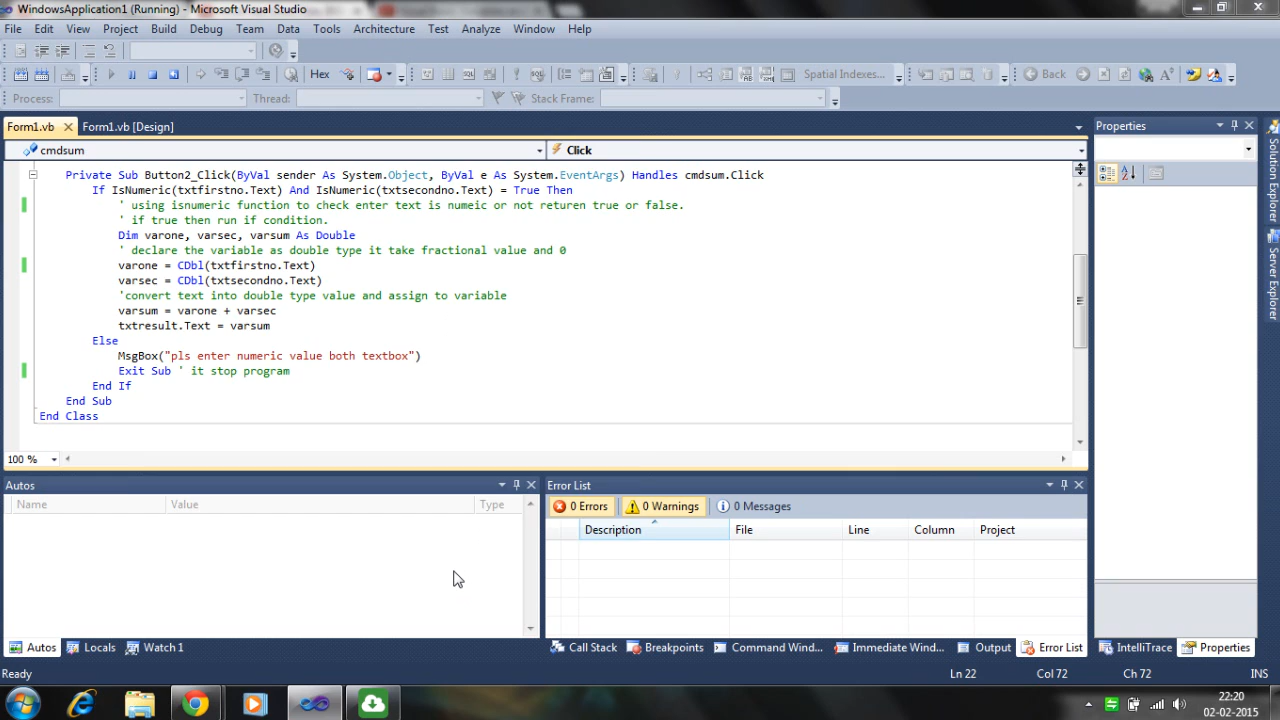 WindowsApplication1 (Running) - Microsoft Visual Studio
File Edit View Project Build Debug Team Data Tools Architecture Test Analyze Window Help
Hex Spatial Indexes... Back
Process: Thread: Stack Frame:
Form1.vb Form1.vb [Design] Properties
cmdsum Click
Private Sub Button2_Click(ByVal sender As System.Object, ByVal e As System.EventArgs) Handles cmdsum.Click
If IsNumeric(txtfirstno.Text) And IsNumeric(txtsecondno.Text) = True Then
' using isnumeric function to check enter text is numeic or not returen true or false.
' if true then run if condition.
Dim varone, varsec, varsum As Double
' declare the variable as double type it take fractional value and 0
varone = CDbl(txtfirstno.Text)
varsec = CDbl(txtsecondno.Text)
'convert text into double type value and assign to variable
varsum = varone + varsec
txtresult.Text = varsum
Else
MsgBox("pls enter numeric value both textbox")
Exit Sub ' it stop program
End If
End Sub
End Class
100 %
Solution Explorer
Server Explorer
Autos Error List
Name Value Type
0 Errors 0 Warnings 0 Messages
Description File Line Column Project
Autos Locals Watch 1 Call Stack Breakpoints Command Wind... Immediate Wind... Output Error List IntelliTrace Properties
Ready Ln 22 Col 72 Ch 72 INS
22:20
02-02-2015